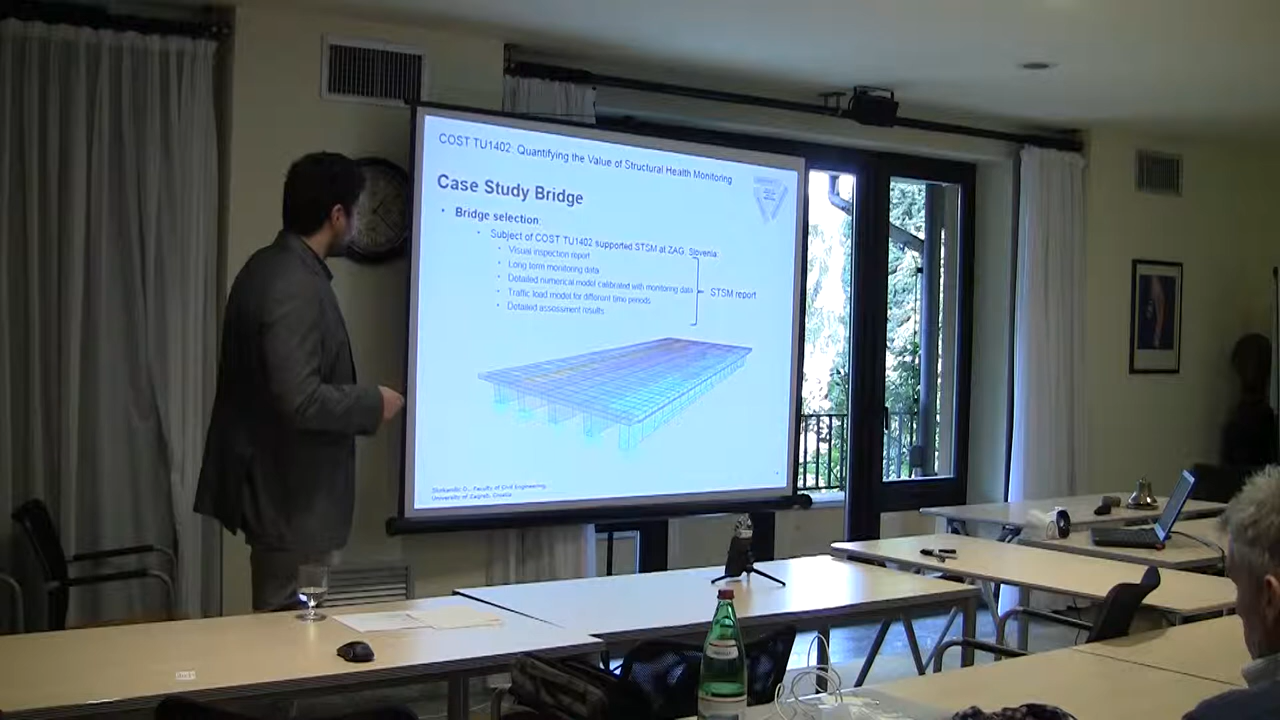 COST TU1402: Quantifying the Value of Structural Health Monitoring
Case Study Bridge
• Bridge selection:
• Subject of COST TU1402 supported STSM at ZAG, Slovenia:
• Visual inspection report
• Long term monitoring data
• Detailed numerical model calibrated with monitoring data
• Traffic load model for different time periods
• Detailed assessment results
STSM report
Skokandić D., Faculty of Civil Engineering,
University of Zagreb, Croatia